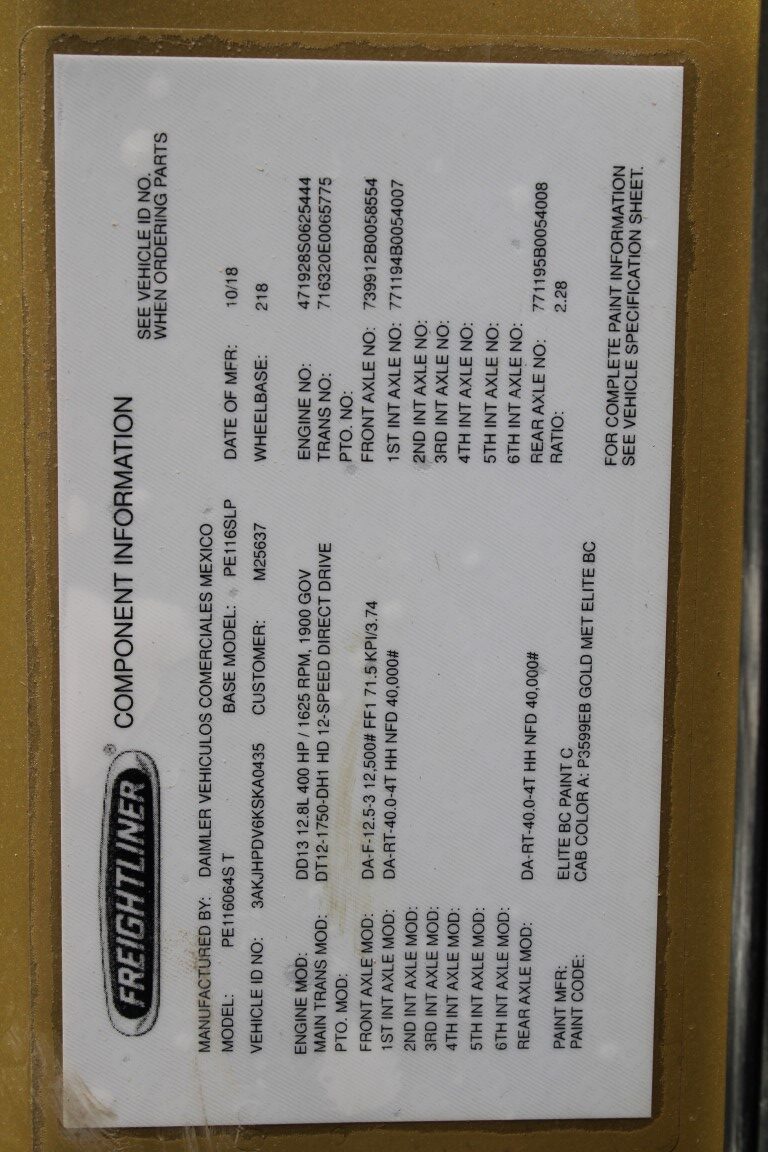 FREIGHTLINER® COMPONENT INFORMATION
SEE VEHICLE ID NO.
WHEN ORDERING PARTS
MANUFACTURED BY: DAIMLER VEHICULOS COMERCIALES MEXICO
MODEL: PE116064S T BASE MODEL: PE116SLP DATE OF MFR: 10/18
VEHICLE ID NO: 3AKJHPDV6KSKA0435 CUSTOMER: M25637 WHEELBASE: 218
ENGINE MOD: DD13 12.8L 400 HP / 1625 RPM, 1900 GOV ENGINE NO: 471928S0625444
MAIN TRANS MOD: DT12-1750-DH1 HD 12-SPEED DIRECT DRIVE TRANS NO: 716320E0065775
PTO. MOD: PTO. NO:
FRONT AXLE MOD: DA-F-12.5-3 12,500# FF1 71.5 KPI/3.74 FRONT AXLE NO: 739912B0058554
1ST INT AXLE MOD: DA-RT-40.0-4T HH NFD 40,000# 1ST INT AXLE NO: 771194B0054007
2ND INT AXLE MOD: 2ND INT AXLE NO:
3RD INT AXLE MOD: 3RD INT AXLE NO:
4TH INT AXLE MOD: 4TH INT AXLE NO:
5TH INT AXLE MOD: 5TH INT AXLE NO:
6TH INT AXLE MOD: 6TH INT AXLE NO:
REAR AXLE MOD: DA-RT-40.0-4T HH NFD 40,000# REAR AXLE NO: 771195B0054008
RATIO: 2.28
PAINT MFR: ELITE BC PAINT C
PAINT CODE: CAB COLOR A: P3599EB GOLD MET ELITE BC
FOR COMPLETE PAINT INFORMATION
SEE VEHICLE SPECIFICATION SHEET.